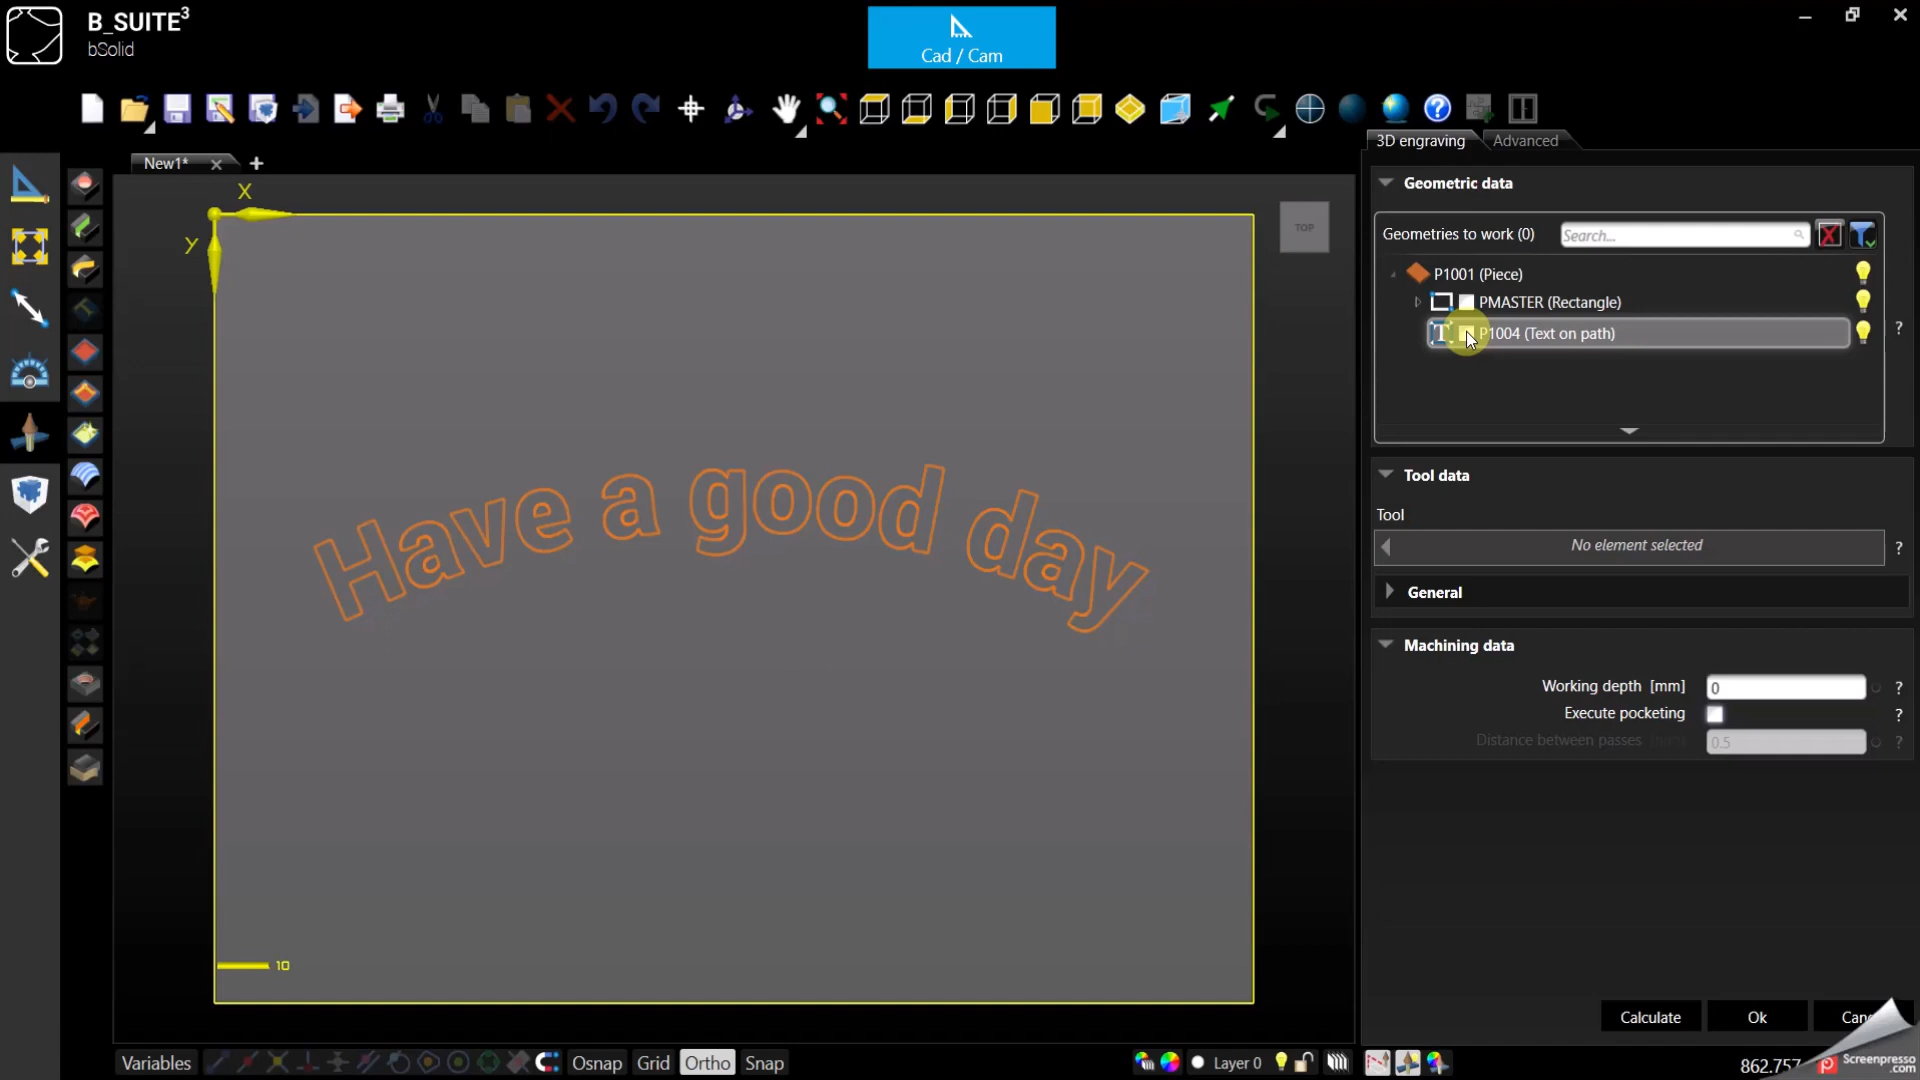 B_SUITE³
bSolid
Cad / Cam
New1*
3D engraving
Advanced
Geometric data
Geometries to work (0)
Search...
P1001 (Piece)
PMASTER (Rectangle)
P1004 (Text on path)
?
Tool data
Tool
No element selected
?
General
Machining data
Working depth [mm]
0
?
Execute pocketing
?
Distance between passes
0.5
?
X
Y
TOP
Have a good day
10
Calculate
Ok
Variables
Osnap
Grid
Ortho
Snap
Layer 0
862.757
Screenpresso
.com